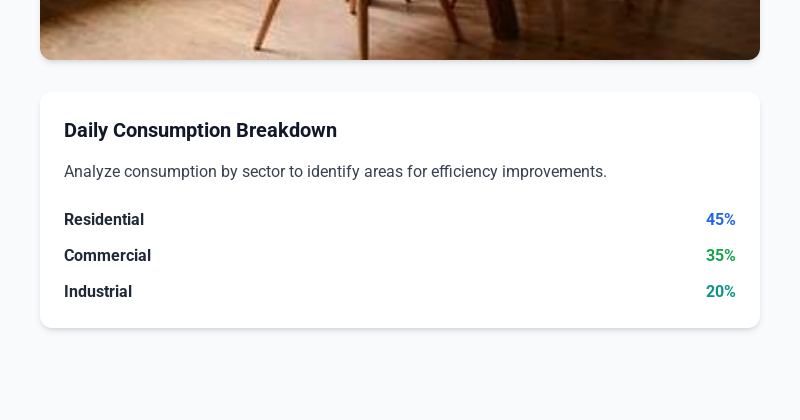 Daily Consumption Breakdown
Analyze consumption by sector to identify areas for efficiency improvements.
Residential 45%
Commercial 35%
Industrial 20%